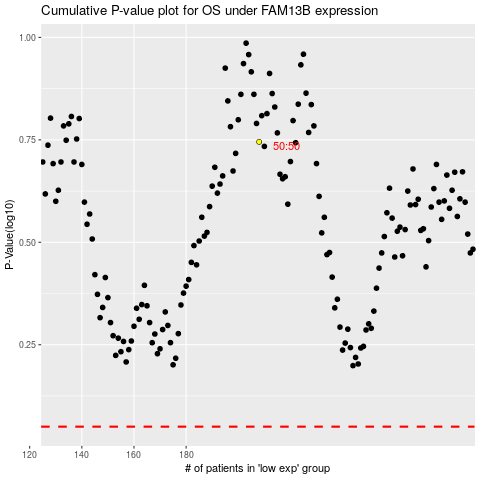 Cumulative P-value plot for OS under FAM13B expression
P-Value(log10)
1.00
0.75
0.50
0.25
50:50
120 140 160 180
# of patients in 'low exp' group